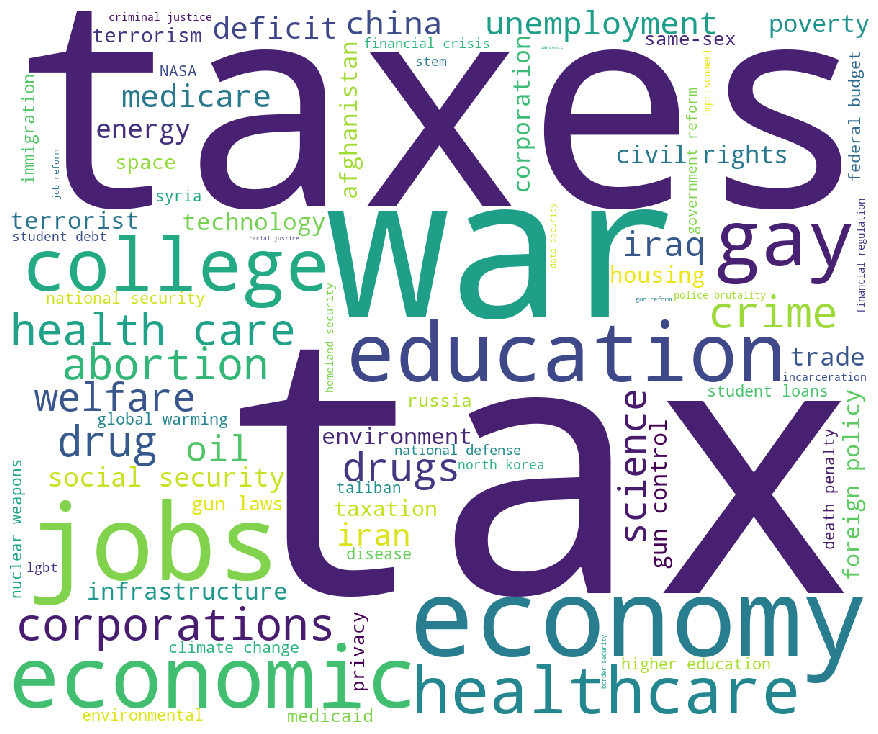 criminal justice
terrorism
deficit
china
unemployment
poverty
financial crisis
same-sex
taxes
NASA
stem
medicare
immigration
energy
afghanistan
corporation
government reform
federal budget
civil rights
space
job reform
syria
terrorist
technology
war
student debt
racial justice
college
iraq
gay
data security
financial regulation
housing
national security
gun reform
police brutality
crime
health care
homeland security
education
abortion
trade
incarceration
welfare
tax
student loans
russia
global warming
drug
oil
environment
national defense
drugs
north korea
science
gun control
death penalty
foreign policy
social security
taliban
nuclear weapons
gun laws
taxation
jobs
iran
disease
lgbt
infrastructure
corporations
economy
privacy
climate change
economic
healthcare
border security
higher education
environmental
medicaid